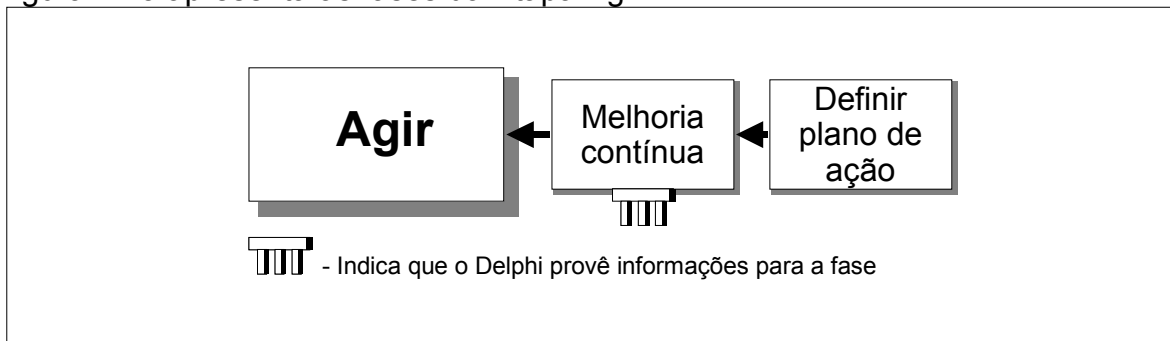 Agir
Melhoria
contínua
Definir
plano de
ação
- Indica que o Delphi provê informações para a fase